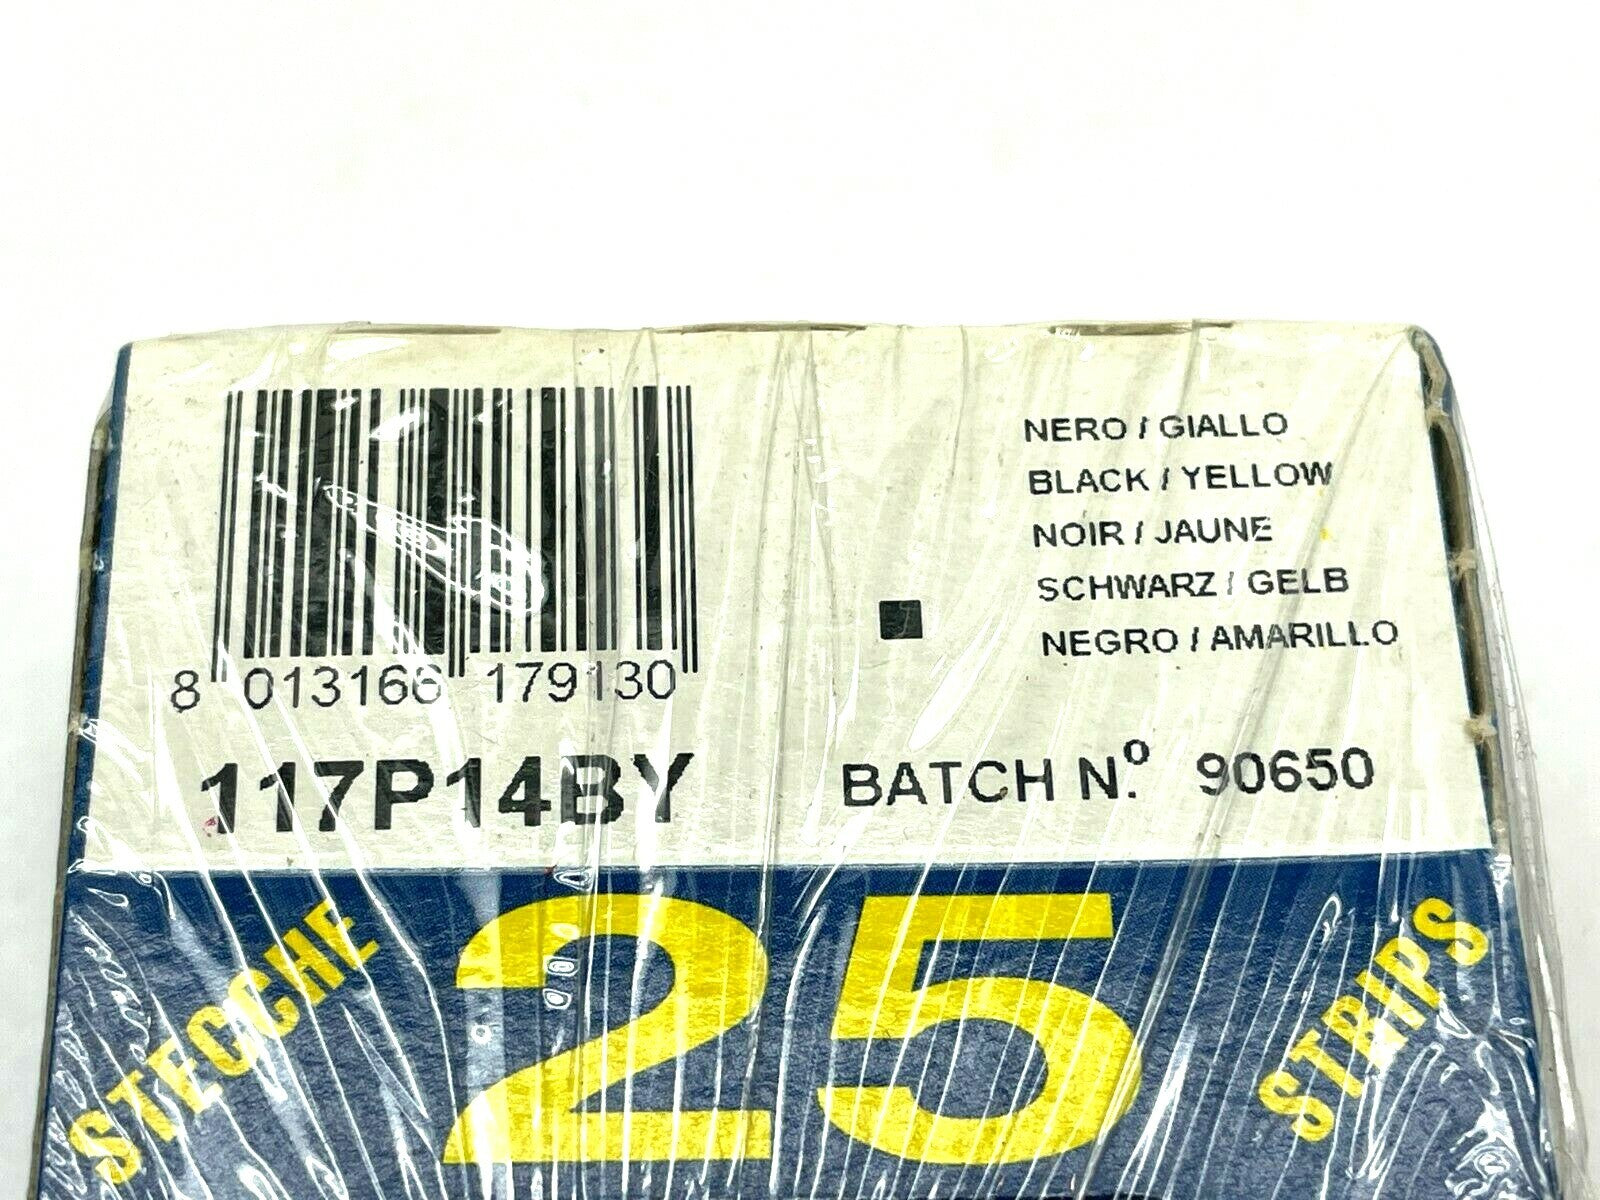 NERO / GIALLO
BLACK / YELLOW
NOIR / JAUNE
SCHWARZ / GELB
NEGRO / AMARILLO
8 013166 179130
117P14BY
BATCH N.º 90650
STECCHE
25
STRIPS